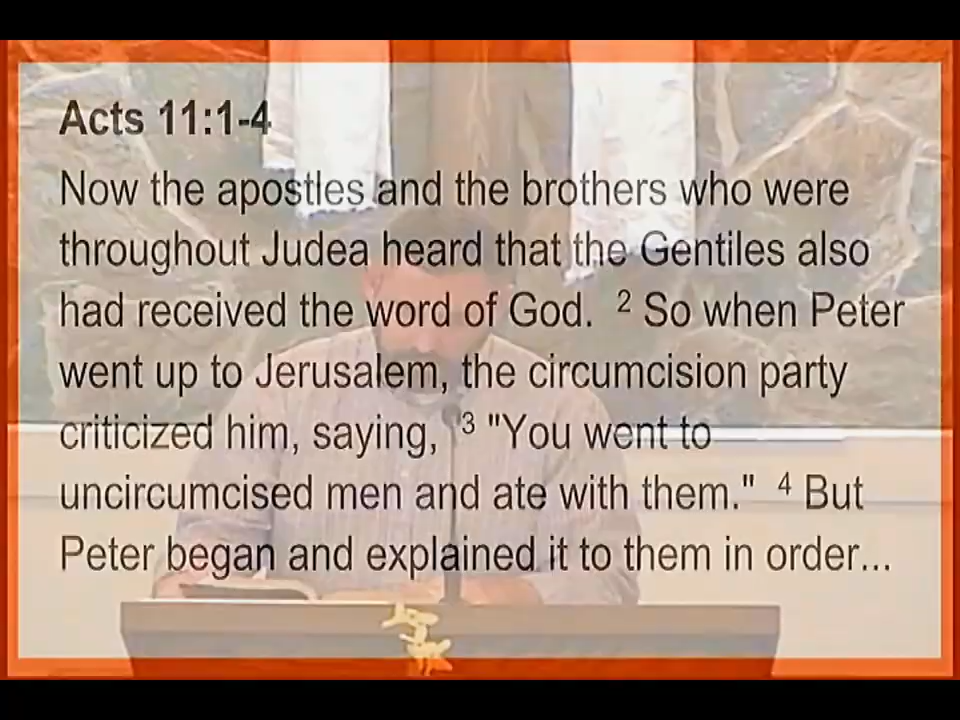 Acts 11:1-4
Now the apostles and the brothers who were
throughout Judea heard that the Gentiles also
had received the word of God. ² So when Peter
went up to Jerusalem, the circumcision party
criticized him, saying, ³ "You went to
uncircumcised men and ate with them." ⁴ But
Peter began and explained it to them in order...